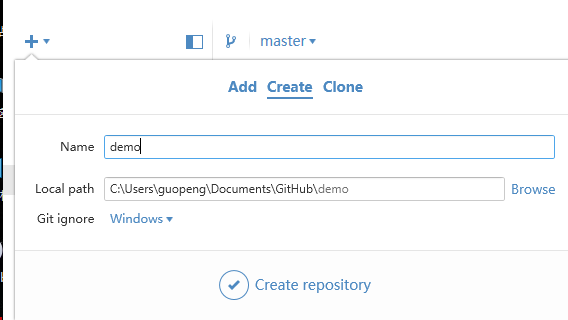 master
Add Create Clone
Name demo
Local path C:\Users\guopeng\Documents\GitHub\demo Browse
Git ignore Windows
Create repository